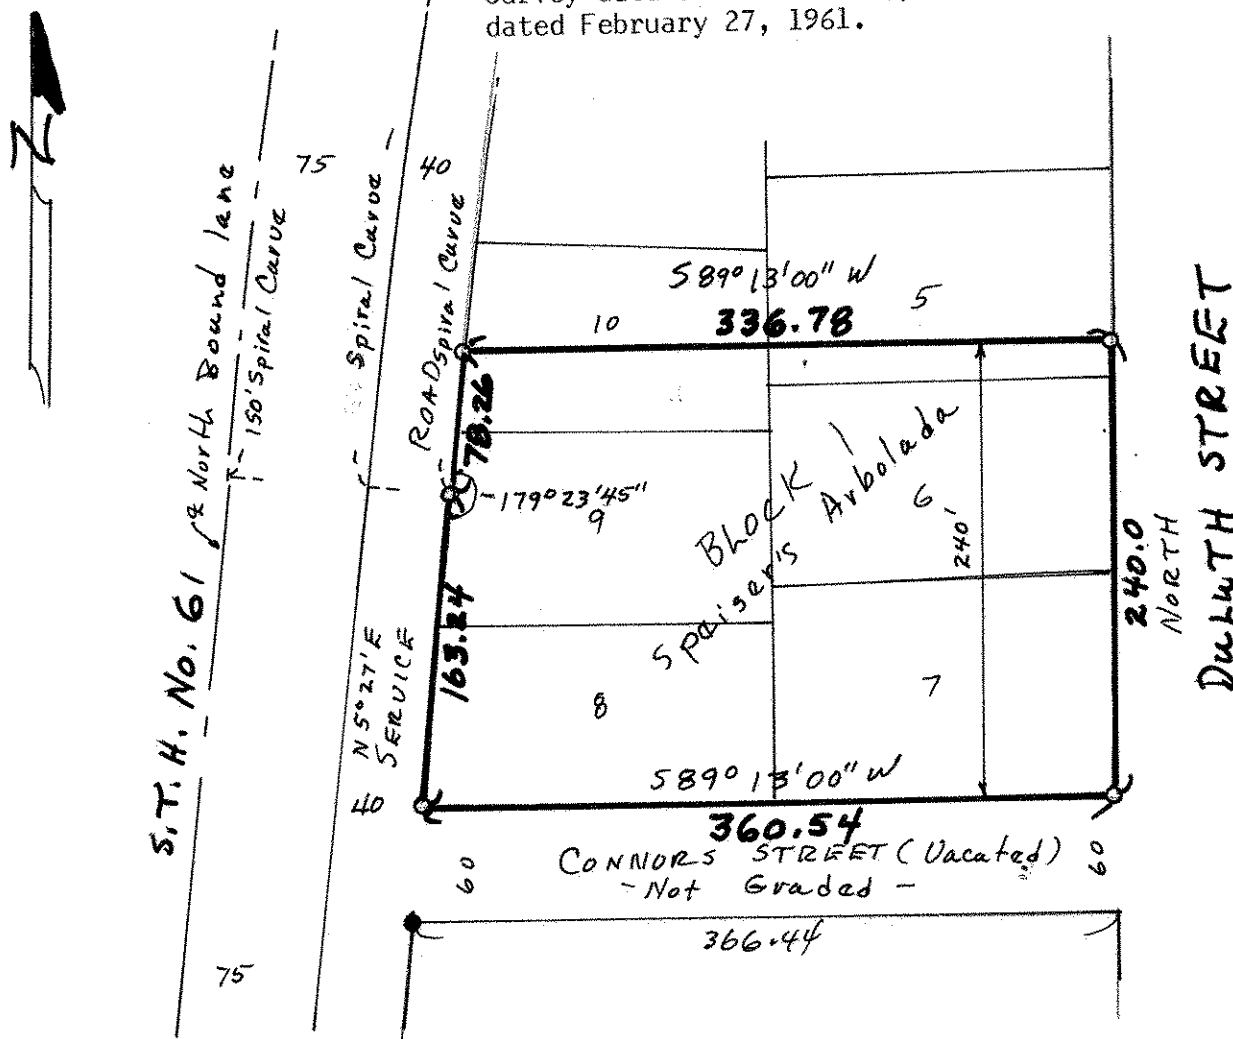 dated February 27, 1961.
N
75
40
S.T.H. No. 61
North Bound lane
150' Spiral Curve
Spiral Curve
ROAD Spiral Curve
S 89° 13' 00" W
336.78
10
5
78.26
179° 23' 45"
9
BLOCK 1
Speiser's Arbolada
6
240'
240.0
NORTH
DULUTH STREET
163.24
N 5° 27' E
SERVICE
40
8
7
S 89° 13' 00" W
360.54
60
CONNORS STREET (Vacated)
- Not Graded -
60
366.44
75